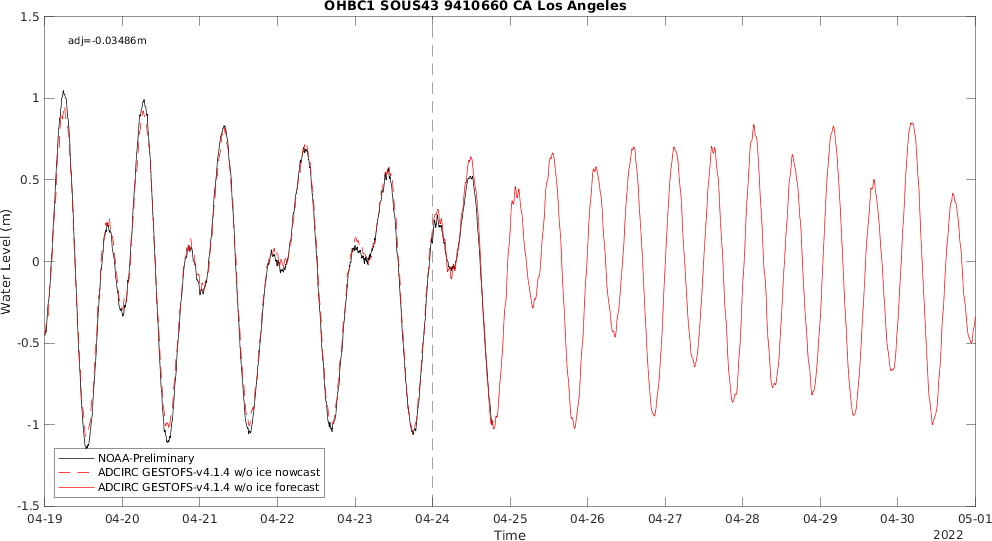 OHBC1 SOUS43 9410660 CA Los Angeles
adj=-0.03486m
1.5
1
0.5
0
-0.5
-1
-1.5
Water Level (m)
NOAA-Preliminary
ADCIRC GESTOFS-v4.1.4 w/o ice nowcast
ADCIRC GESTOFS-v4.1.4 w/o ice forecast
04-19 04-20 04-21 04-22 04-23 04-24 04-25 04-26 04-27 04-28 04-29 04-30 05-01
Time
2022